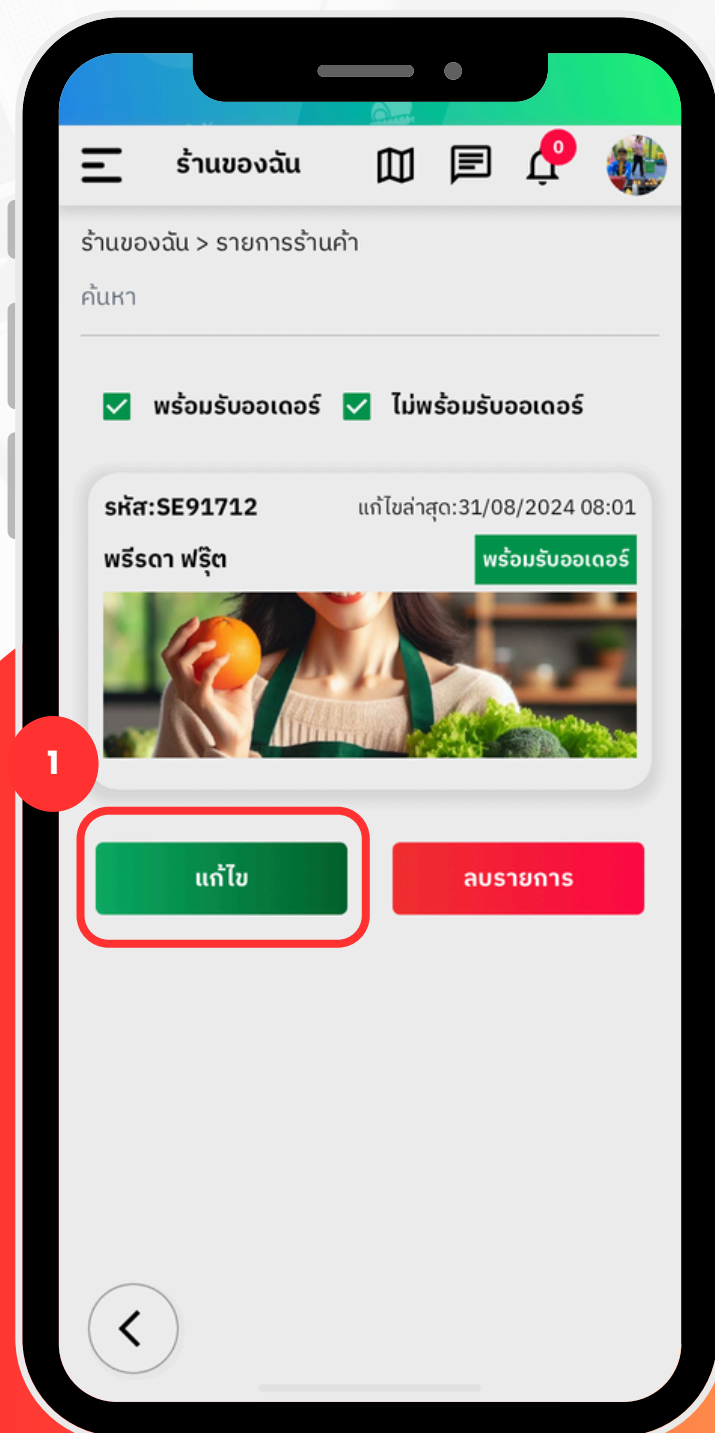 ร้านของฉัน
0
ร้านของฉัน > รายการร้านค้า
ค้นหา
พร้อมรับออเดอร์ ไม่พร้อมรับออเดอร์
รหัส:SE91712 แก้ไขล่าสุด:31/08/2024 08:01
พรีรดา ฟรุ๊ต พร้อมรับออเดอร์
1
แก้ไข ลบรายการ